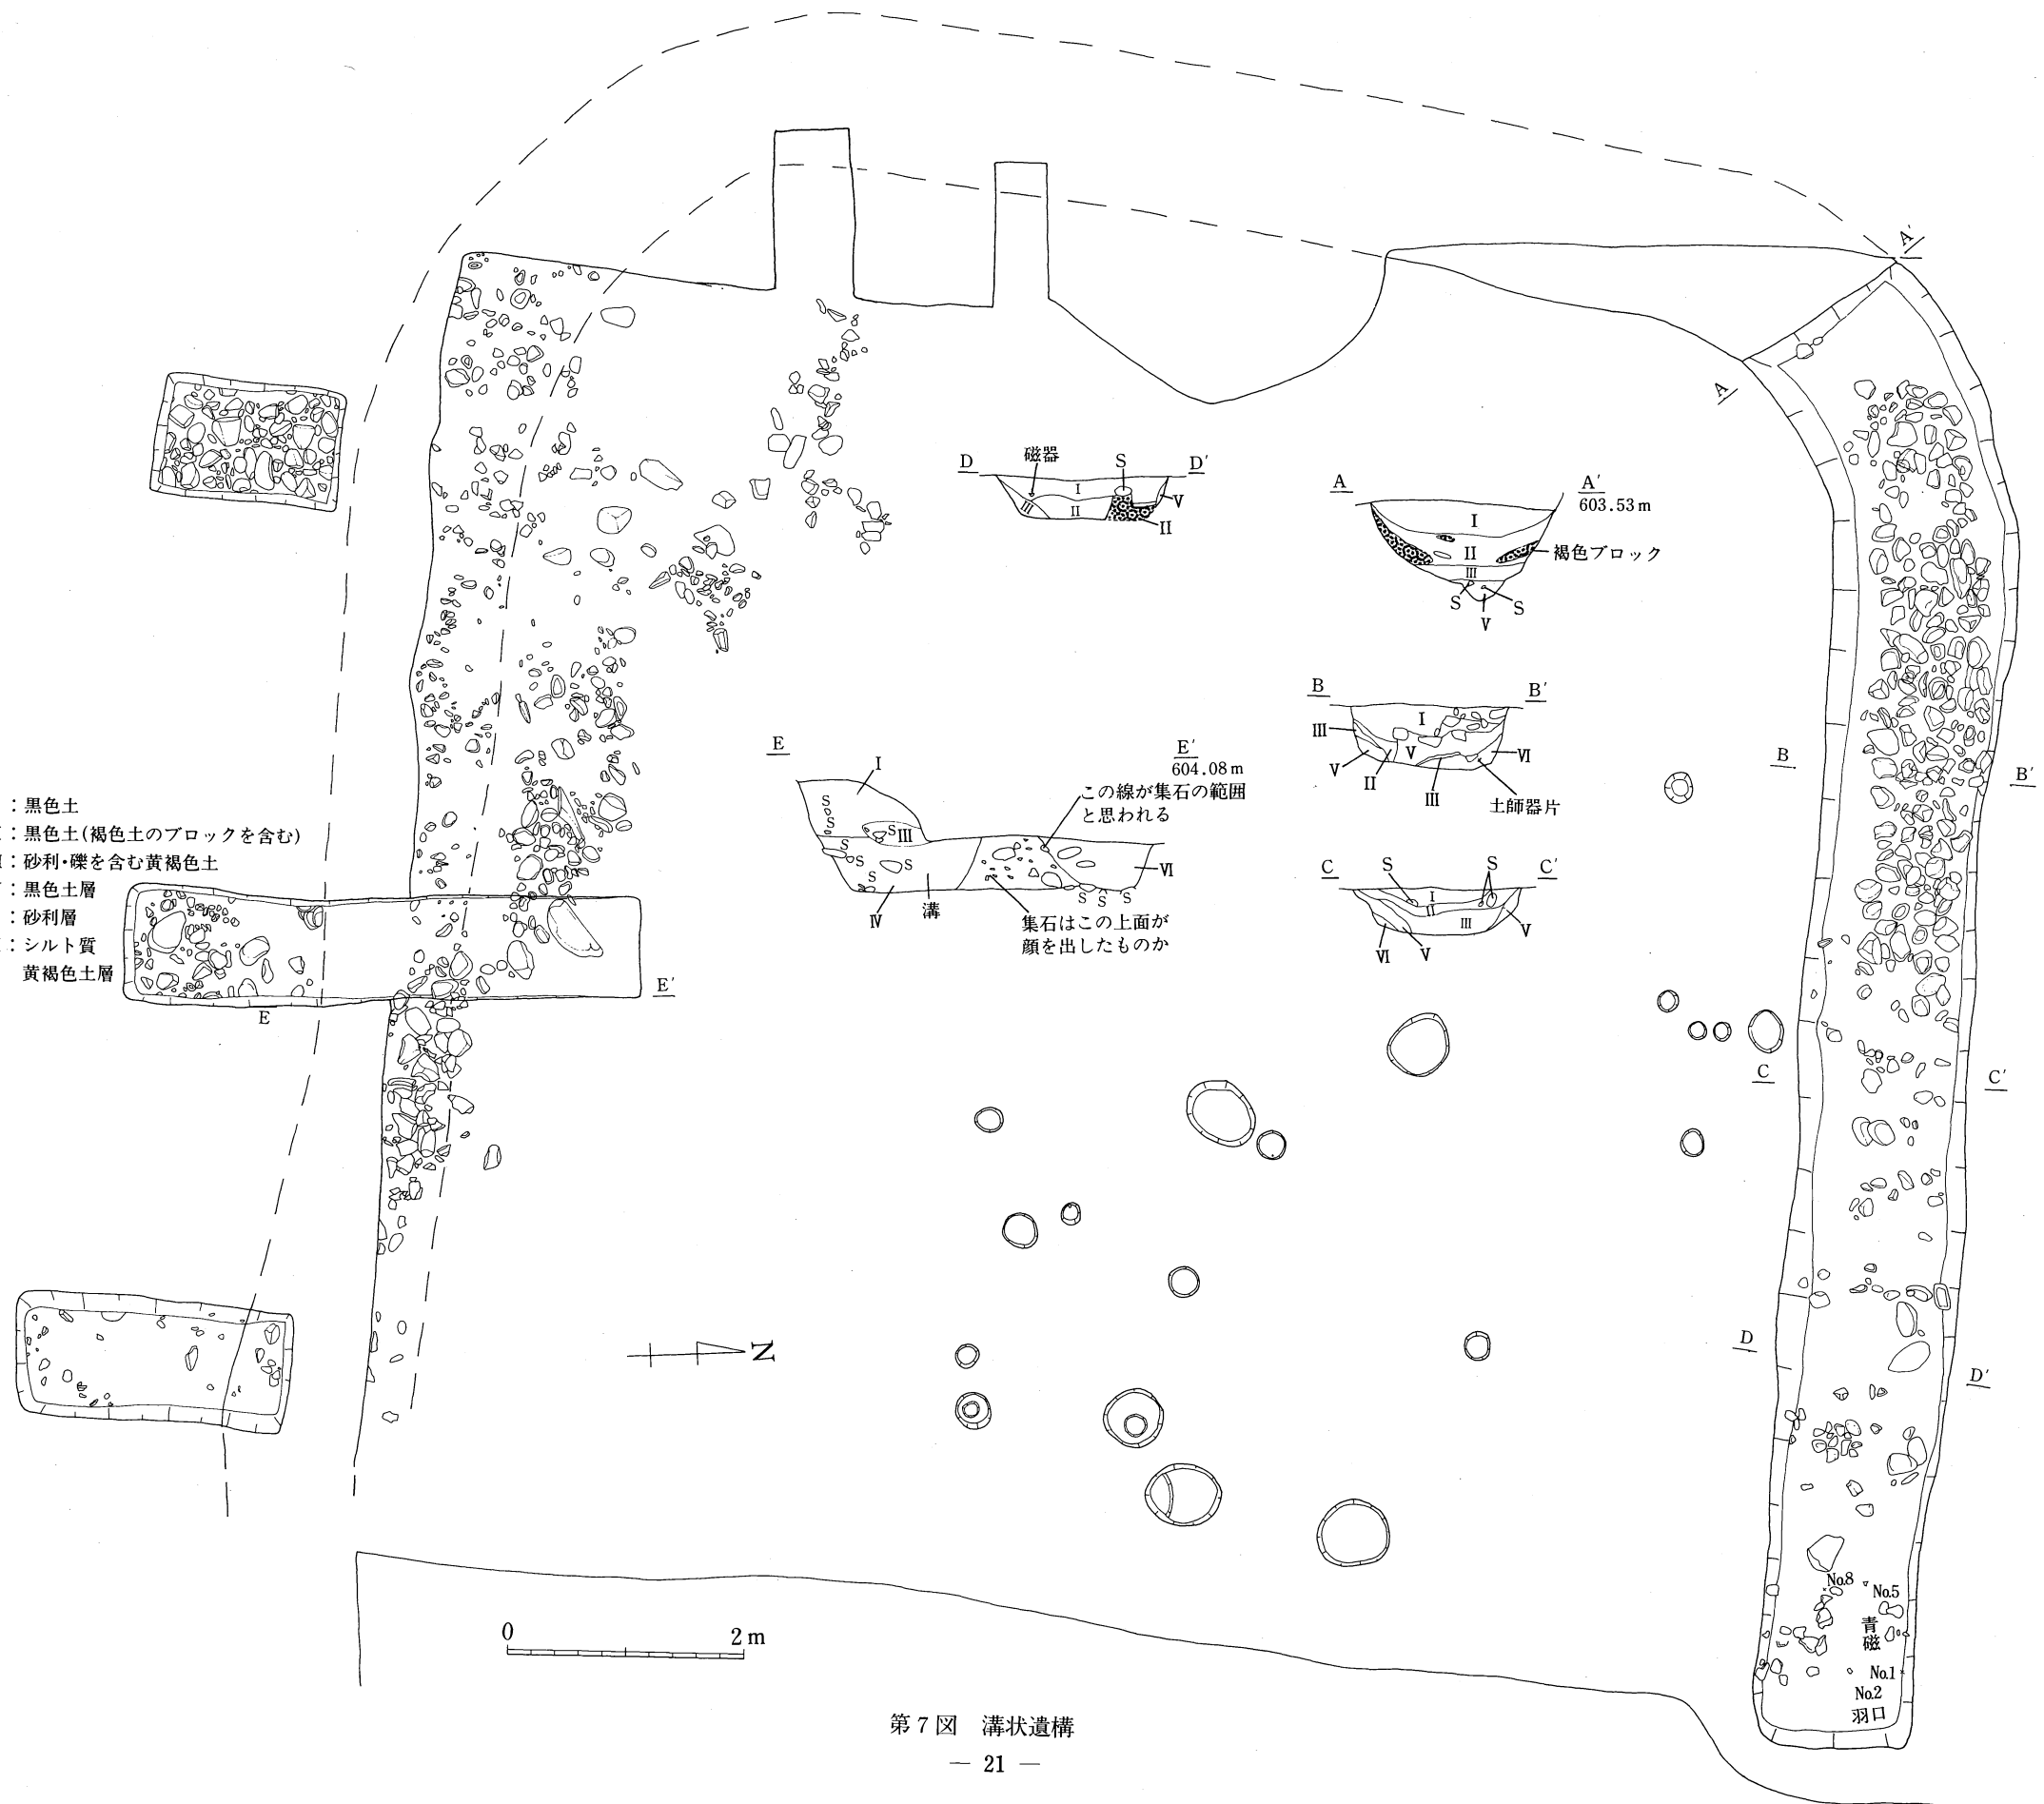 A'
A
D
磁器
S
D'
I
III
II
V
II
A
A'
603.53m
I
II
褐色ブロック
III
S
S
V
B
B'
III
I
V
V
II
III
VI
土師器片
B
B'
E
I
E'
604.08m
この線が集石の範囲
と思われる
S
S
S
III
S
S
S
S
VI
S
S
S
IV
溝
集石はこの上面が
顔を出したものか
C
S
S
C'
I
II
III
V
VI
V
:黒色土
:黒色土(褐色土のブロックを含む)
:砂利・礫を含む黄褐色土
:黒色土層
:砂利層
:シルト質
黄褐色土層
E
E'
C
C'
D
D'
N
No.8
No.5
青磁
No.1
No.2
羽口
0
2m
第7図 溝状遺構
— 21 —